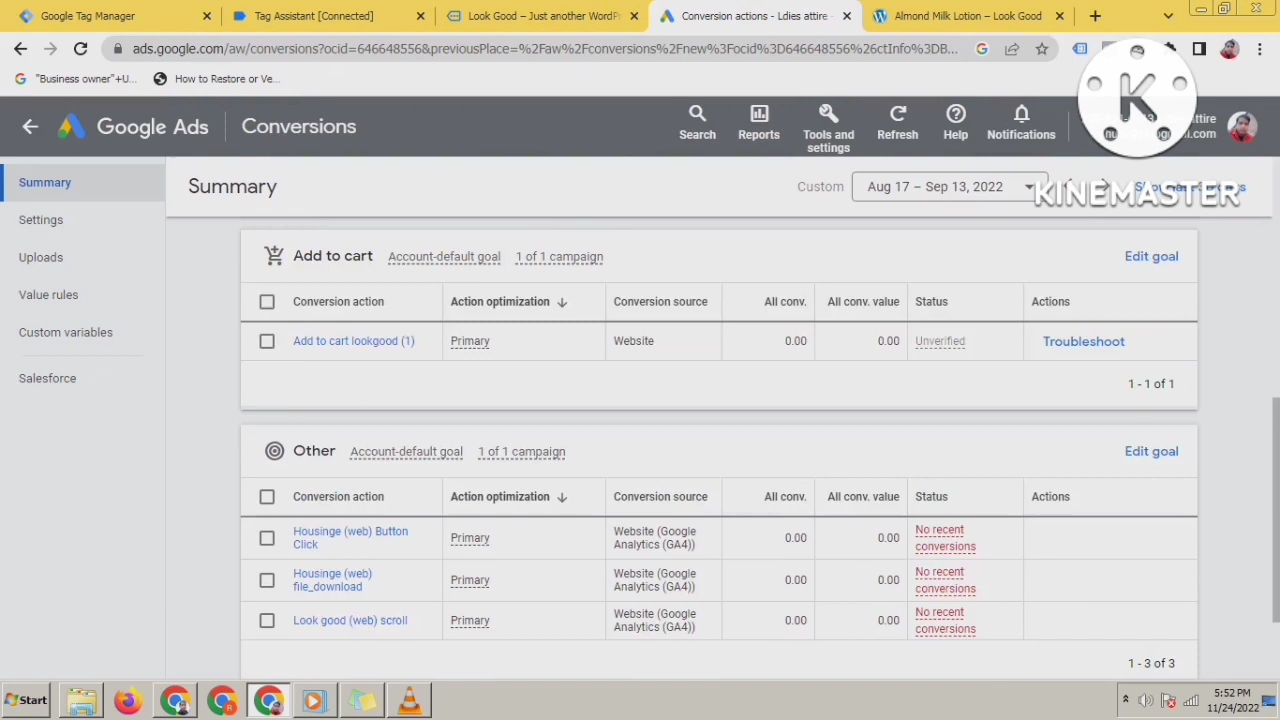 Google Tag Manager
Tag Assistant [Connected]
Look Good – Just another WordPr
Conversion actions - Ldies attire –
Almond Milk Lotion – Look Good
ads.google.com/aw/conversions?ocid=646648556&previousPlace=%2Faw%2Fconversions%2Fnew%3Focid%3D646648556%26ctInfo%3DB...
"Business owner"+U...
How to Restore or Ve...
Google Ads
Conversions
Search
Reports
Tools and settings
Refresh
Help
Notifications
K
KINEMASTER
Summary
Settings
Uploads
Value rules
Custom variables
Salesforce
Summary
Custom
Aug 17 – Sep 13, 2022
Add to cart Account-default goal 1 of 1 campaign Edit goal
Conversion action Action optimization Conversion source All conv. All conv. value Status Actions
Add to cart lookgood (1) Primary Website 0.00 0.00 Unverified Troubleshoot
1 - 1 of 1
Other Account-default goal 1 of 1 campaign Edit goal
Conversion action Action optimization Conversion source All conv. All conv. value Status Actions
Housinge (web) Button Click Primary Website (Google Analytics (GA4)) 0.00 0.00 No recent conversions
Housinge (web) file_download Primary Website (Google Analytics (GA4)) 0.00 0.00 No recent conversions
Look good (web) scroll Primary Website (Google Analytics (GA4)) 0.00 0.00 No recent conversions
1 - 3 of 3
Start
5:52 PM
11/24/2022